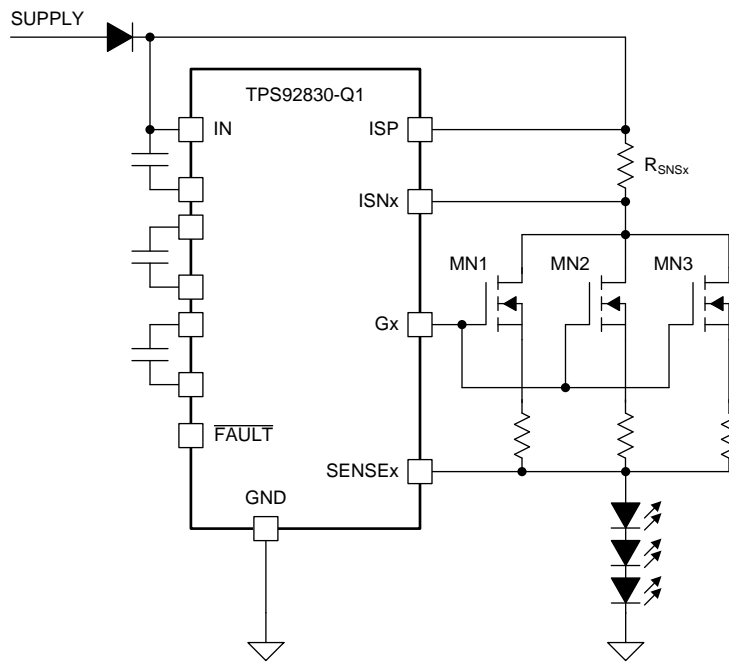 SUPPLY
TPS92830-Q1
IN
ISP
RSNSx
ISNx
MN1
MN2
MN3
Gx
FAULT
SENSEx
GND